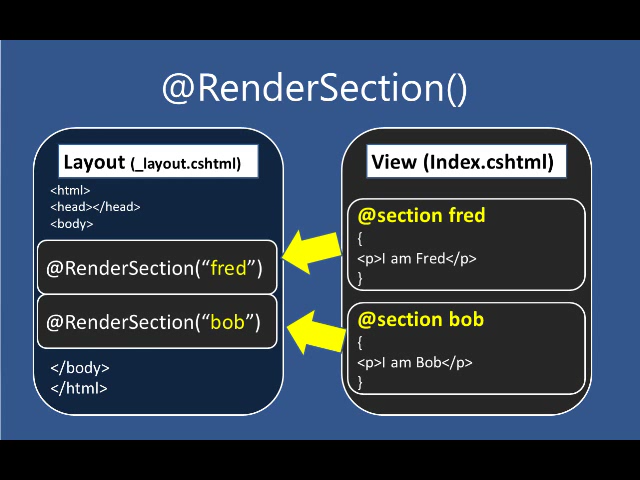 @RenderSection()
Layout (_layout.cshtml)
<html>
<head></head>
<body>
@RenderSection(“fred”)
@RenderSection(“bob”)
</body>
</html>
View (Index.cshtml)
@section fred
{
<p>I am Fred</p>
}
@section bob
{
<p>I am Bob</p>
}